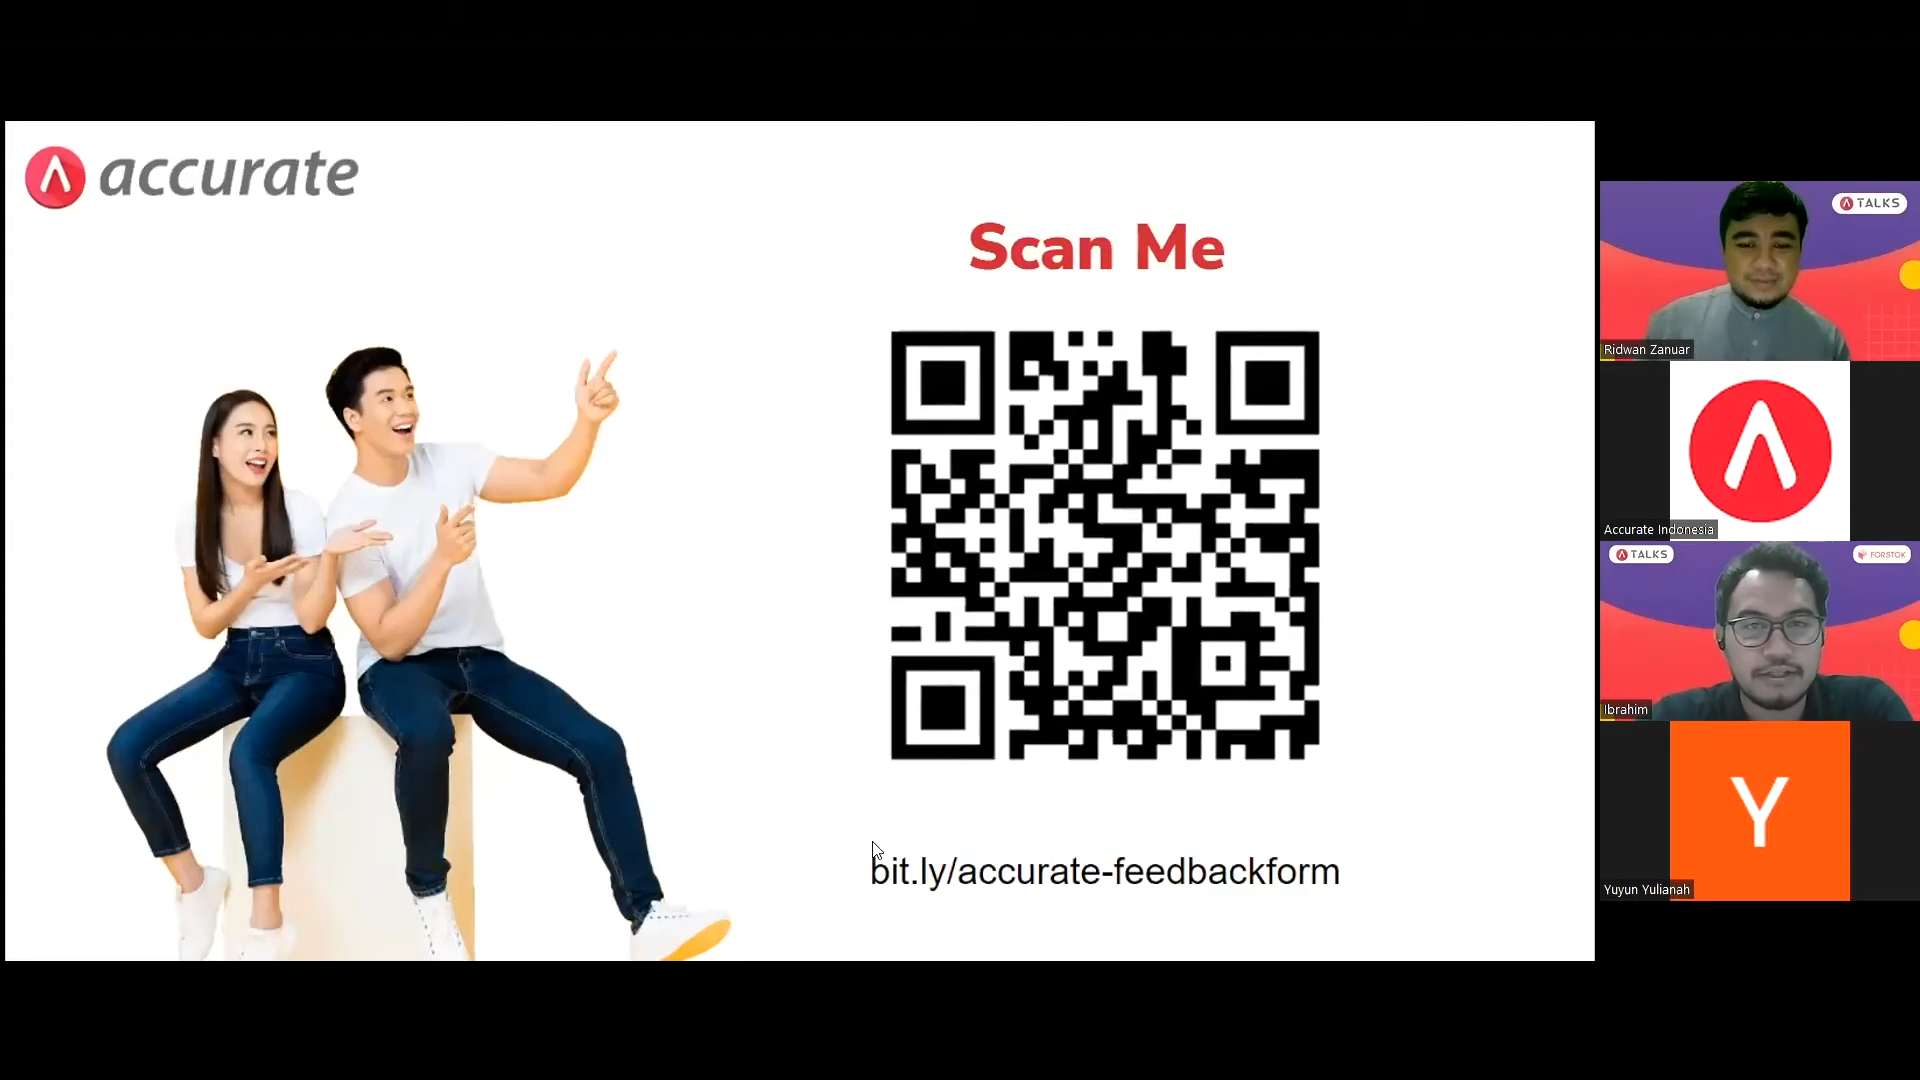 accurate
Scan Me
bit.ly/accurate-feedbackform
TALKS
Ridwan Zanuar
Accurate Indonesia
TALKS
FORSTOK
Ibrahim
Y
Yuyun Yulianah